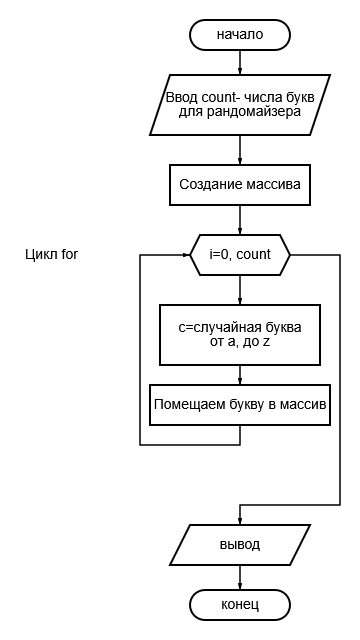 начало
Ввод count- числа букв
для рандомайзера
Создание массива
Цикл for
i=0, count
c=случайная буква
от a, до z
Помещаем букву в массив
вывод
конец